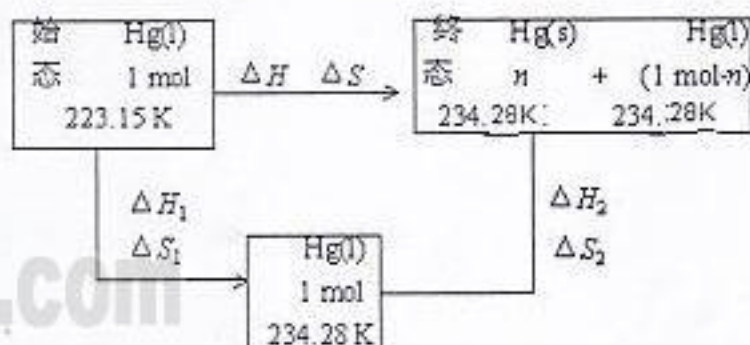 始 Hg(l)
态 1 mol
223.15 K
ΔH ΔS
终 Hg(s) Hg(l)
态 n + (1 mol-n)
234.28K 234.28K
ΔH₁
ΔS₁
Hg(l)
1 mol
234.28 K
ΔH₂
ΔS₂
.com